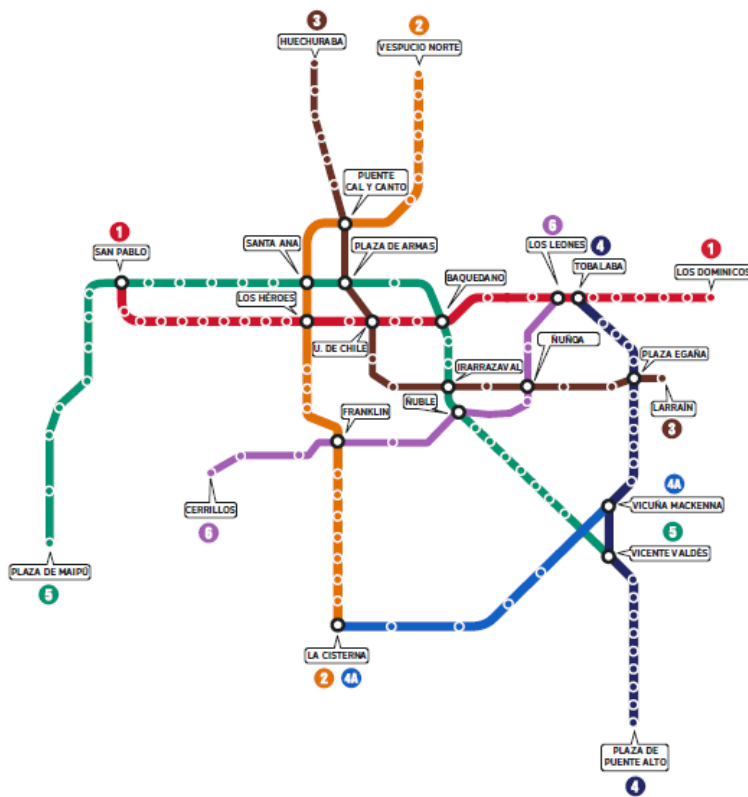 3
2
HUECHURABA
VESPUCIO NORTE
PUENTE
CAL Y CANTO
6
1
SAN PABLO
SANTA ANA
PLAZA DE ARMAS
LOS LEONES
4
1
BAQUEDANO
TOBALABA
LOS DOMINICOS
LOS HÉROES
U. DE CHILE
ÑUÑOA
IRARRAZAVAL
PLAZA EGAÑA
ÑUBLE
FRANKLIN
LARRAÍN
3
4A
CERRILLOS
6
VICUÑA MACKENNA
5
VICENTE VALDÉS
PLAZA DE MAIPÚ
5
LA CISTERNA
2 4A
PLAZA DE
PUENTE ALTO
4